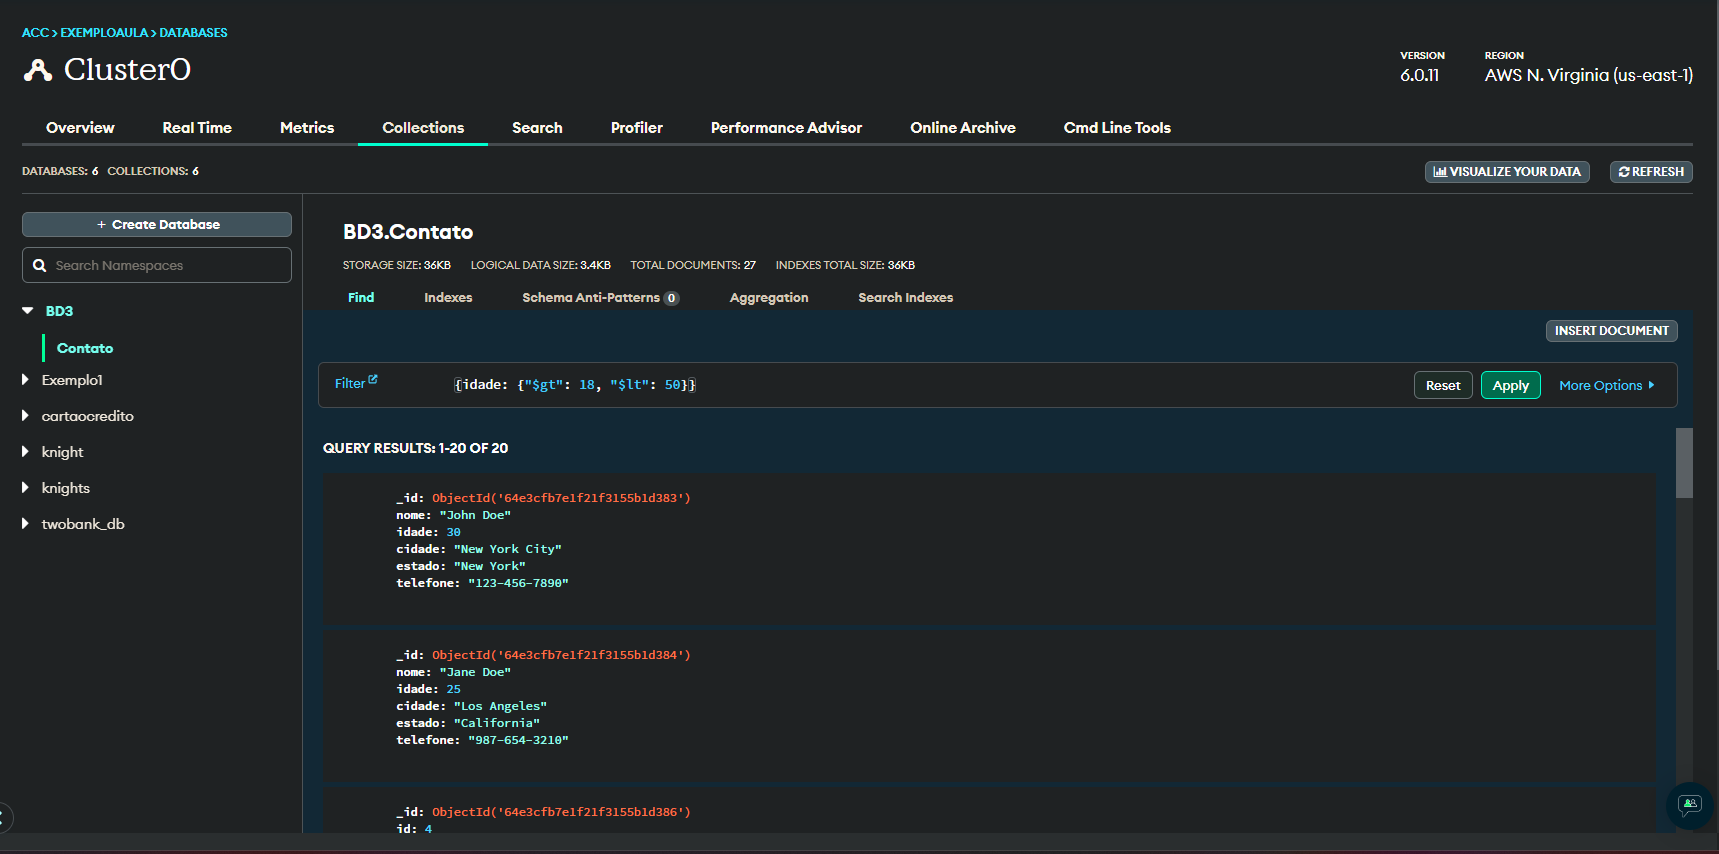 ACC > EXEMPLOAULA > DATABASES
Cluster0
VERSION
6.0.11
REGION
AWS N. Virginia (us-east-1)
Overview Real Time Metrics Collections Search Profiler Performance Advisor Online Archive Cmd Line Tools
DATABASES: 6 COLLECTIONS: 6
VISUALIZE YOUR DATA
REFRESH
+ Create Database
Search Namespaces
BD3
Contato
Exemplo1
cartaocredito
knight
knights
twobank_db
BD3.Contato
STORAGE SIZE: 36KB LOGICAL DATA SIZE: 3.4KB TOTAL DOCUMENTS: 27 INDEXES TOTAL SIZE: 36KB
Find Indexes Schema Anti-Patterns 0 Aggregation Search Indexes
INSERT DOCUMENT
Filter {idade: {"$gt": 18, "$lt": 50}} Reset Apply More Options
QUERY RESULTS: 1-20 OF 20
_id: ObjectId('64e3cfb7e1f21f3155b1d383')
nome: "John Doe"
idade: 30
cidade: "New York City"
estado: "New York"
telefone: "123-456-7890"
_id: ObjectId('64e3cfb7e1f21f3155b1d384')
nome: "Jane Doe"
idade: 25
cidade: "Los Angeles"
estado: "California"
telefone: "987-654-3210"
_id: ObjectId('64e3cfb7e1f21f3155b1d386')
id: 4